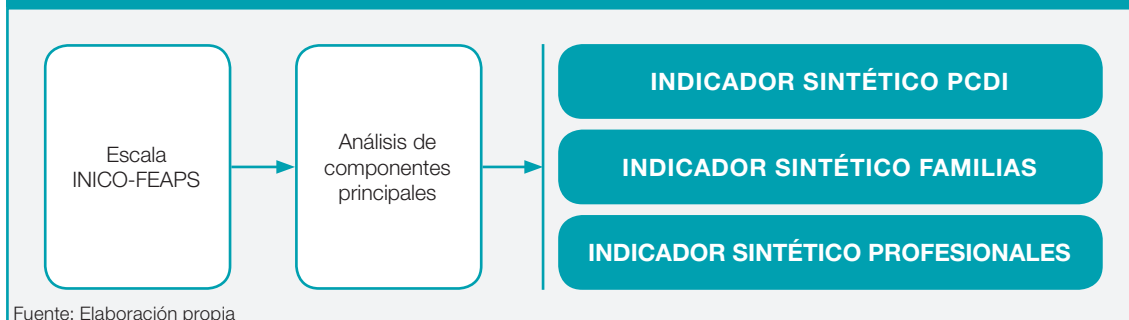 Escala
INICO-FEAPS
Análisis de
componentes
principales
INDICADOR SINTÉTICO PCDI
INDICADOR SINTÉTICO FAMILIAS
INDICADOR SINTÉTICO PROFESIONALES
Fuente: Elaboración propia